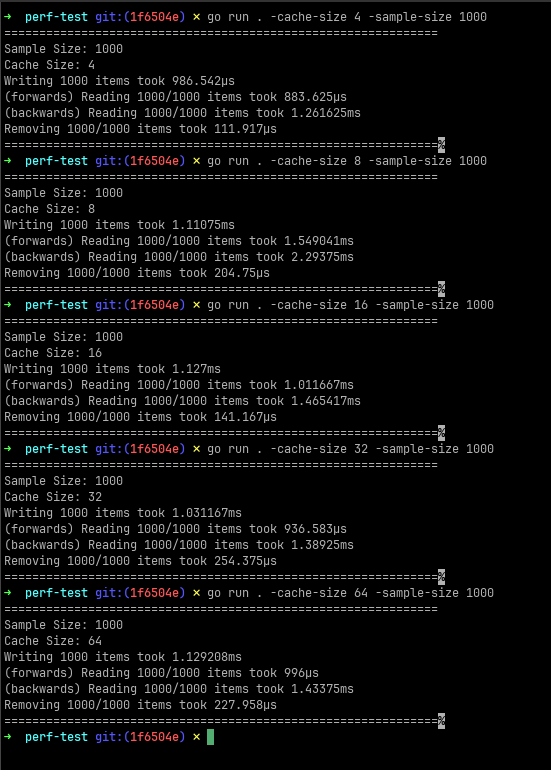 ➜  perf-test git:(1f6504e) ✗ go run . -cache-size 4 -sample-size 1000
==============================================================
Sample Size: 1000
Cache Size: 4
Writing 1000 items took 986.542µs
(forwards) Reading 1000/1000 items took 883.625µs
(backwards) Reading 1000/1000 items took 1.261625ms
Removing 1000/1000 items took 111.917µs
==============================================================%
➜  perf-test git:(1f6504e) ✗ go run . -cache-size 8 -sample-size 1000
==============================================================
Sample Size: 1000
Cache Size: 8
Writing 1000 items took 1.11075ms
(forwards) Reading 1000/1000 items took 1.549041ms
(backwards) Reading 1000/1000 items took 2.29375ms
Removing 1000/1000 items took 204.75µs
==============================================================%
➜  perf-test git:(1f6504e) ✗ go run . -cache-size 16 -sample-size 1000
==============================================================
Sample Size: 1000
Cache Size: 16
Writing 1000 items took 1.127ms
(forwards) Reading 1000/1000 items took 1.011667ms
(backwards) Reading 1000/1000 items took 1.465417ms
Removing 1000/1000 items took 141.167µs
==============================================================%
➜  perf-test git:(1f6504e) ✗ go run . -cache-size 32 -sample-size 1000
==============================================================
Sample Size: 1000
Cache Size: 32
Writing 1000 items took 1.031167ms
(forwards) Reading 1000/1000 items took 936.583µs
(backwards) Reading 1000/1000 items took 1.38925ms
Removing 1000/1000 items took 254.375µs
==============================================================%
➜  perf-test git:(1f6504e) ✗ go run . -cache-size 64 -sample-size 1000
==============================================================
Sample Size: 1000
Cache Size: 64
Writing 1000 items took 1.129208ms
(forwards) Reading 1000/1000 items took 996µs
(backwards) Reading 1000/1000 items took 1.43375ms
Removing 1000/1000 items took 227.958µs
==============================================================%
➜  perf-test git:(1f6504e) ✗